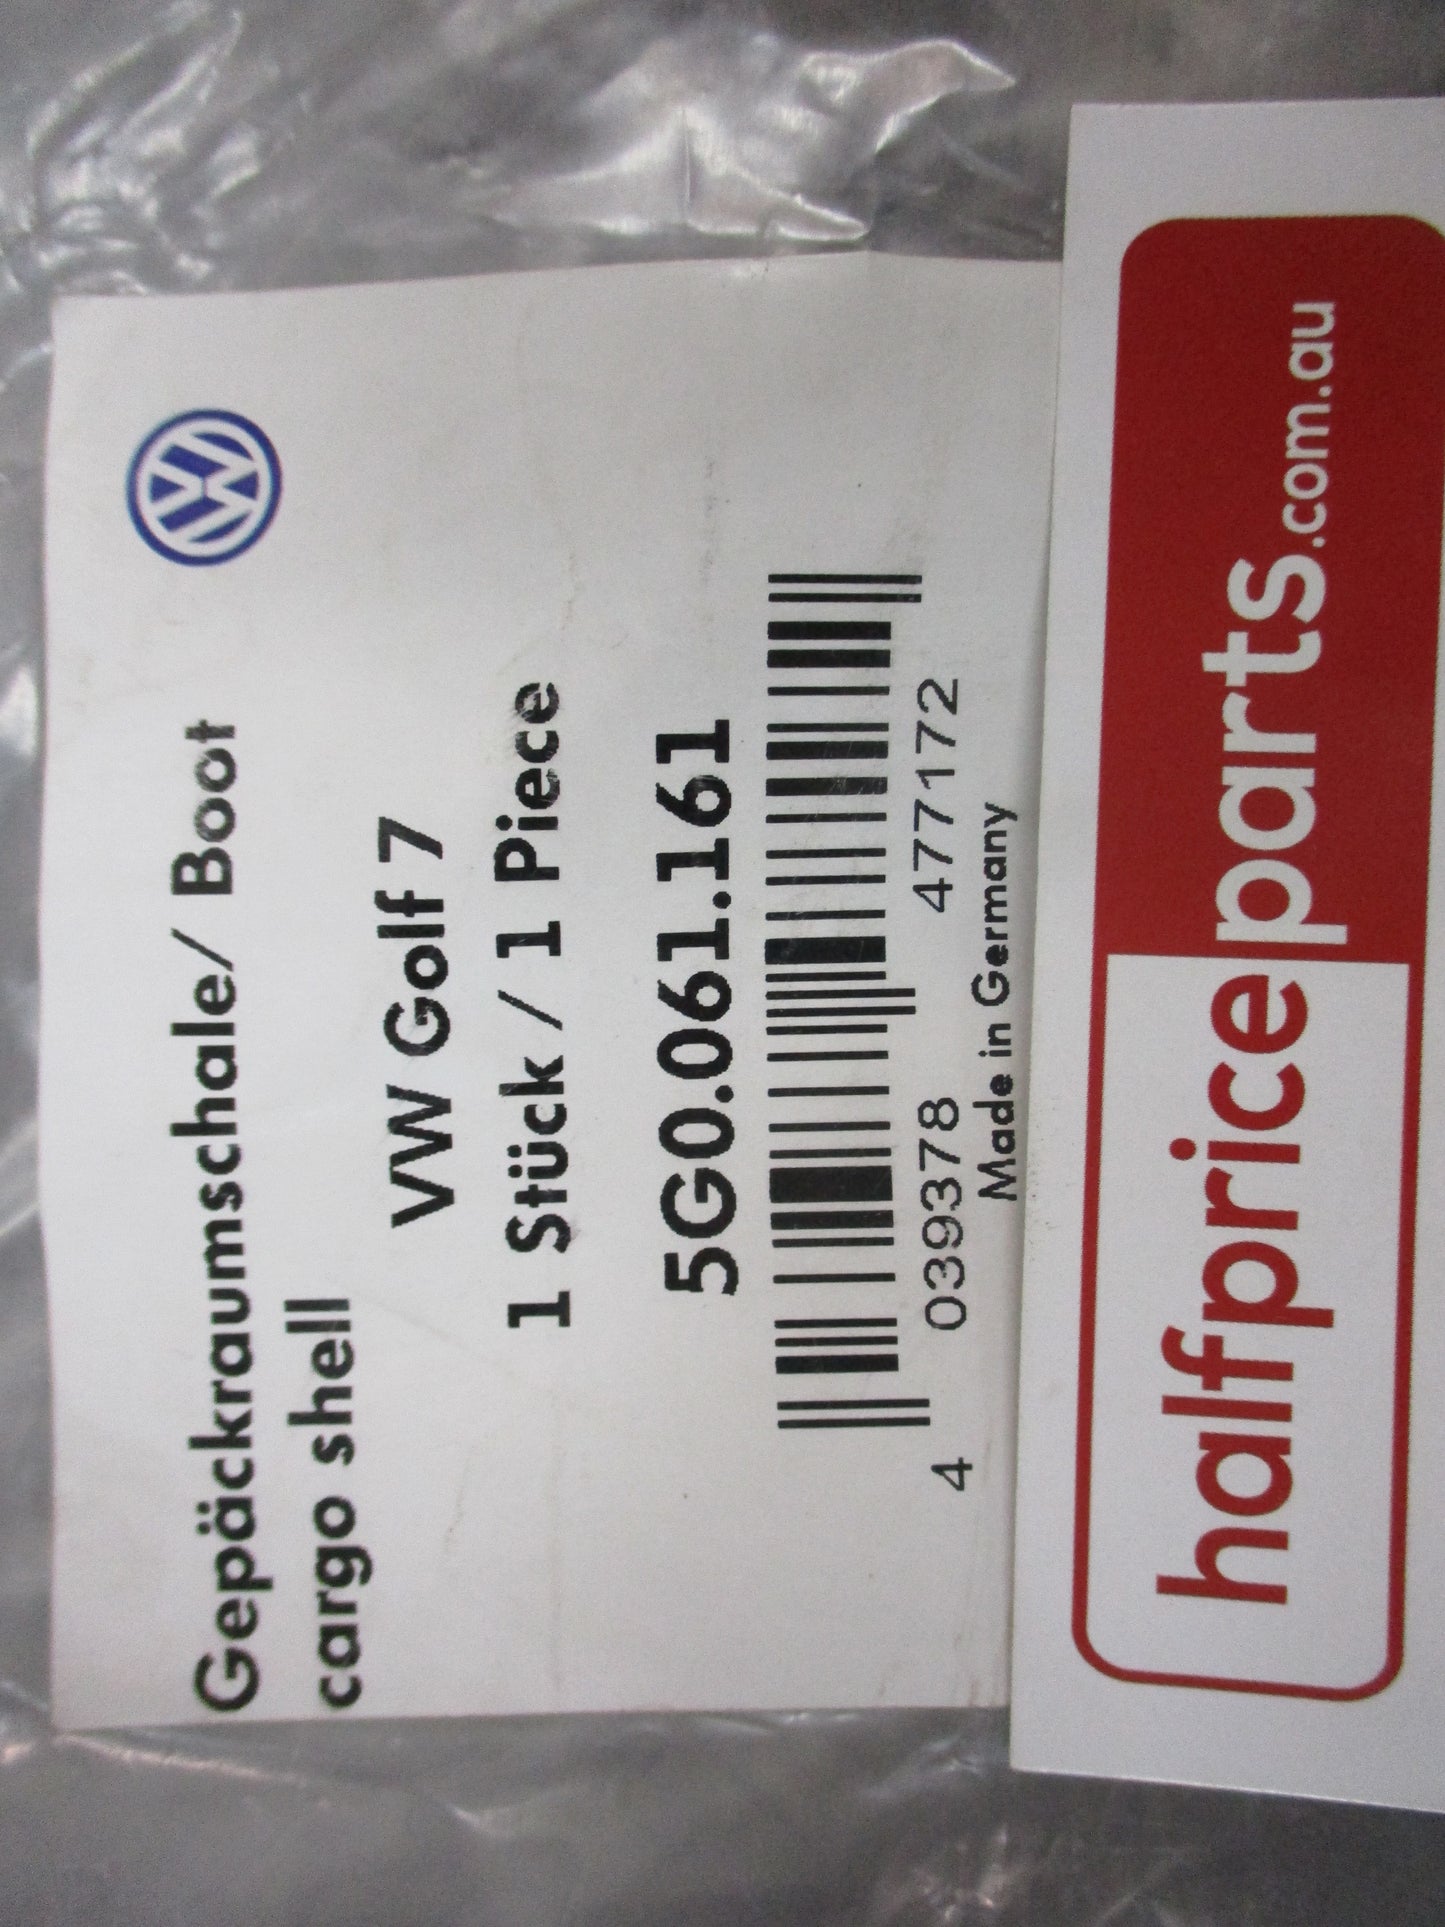 Gepäckraumschale/ Boot
cargo shell
VW Golf 7
1 Stück / 1 Piece
5G0.061.161
4 039378 477172
Made in Germany
halfpriceparts.com.au